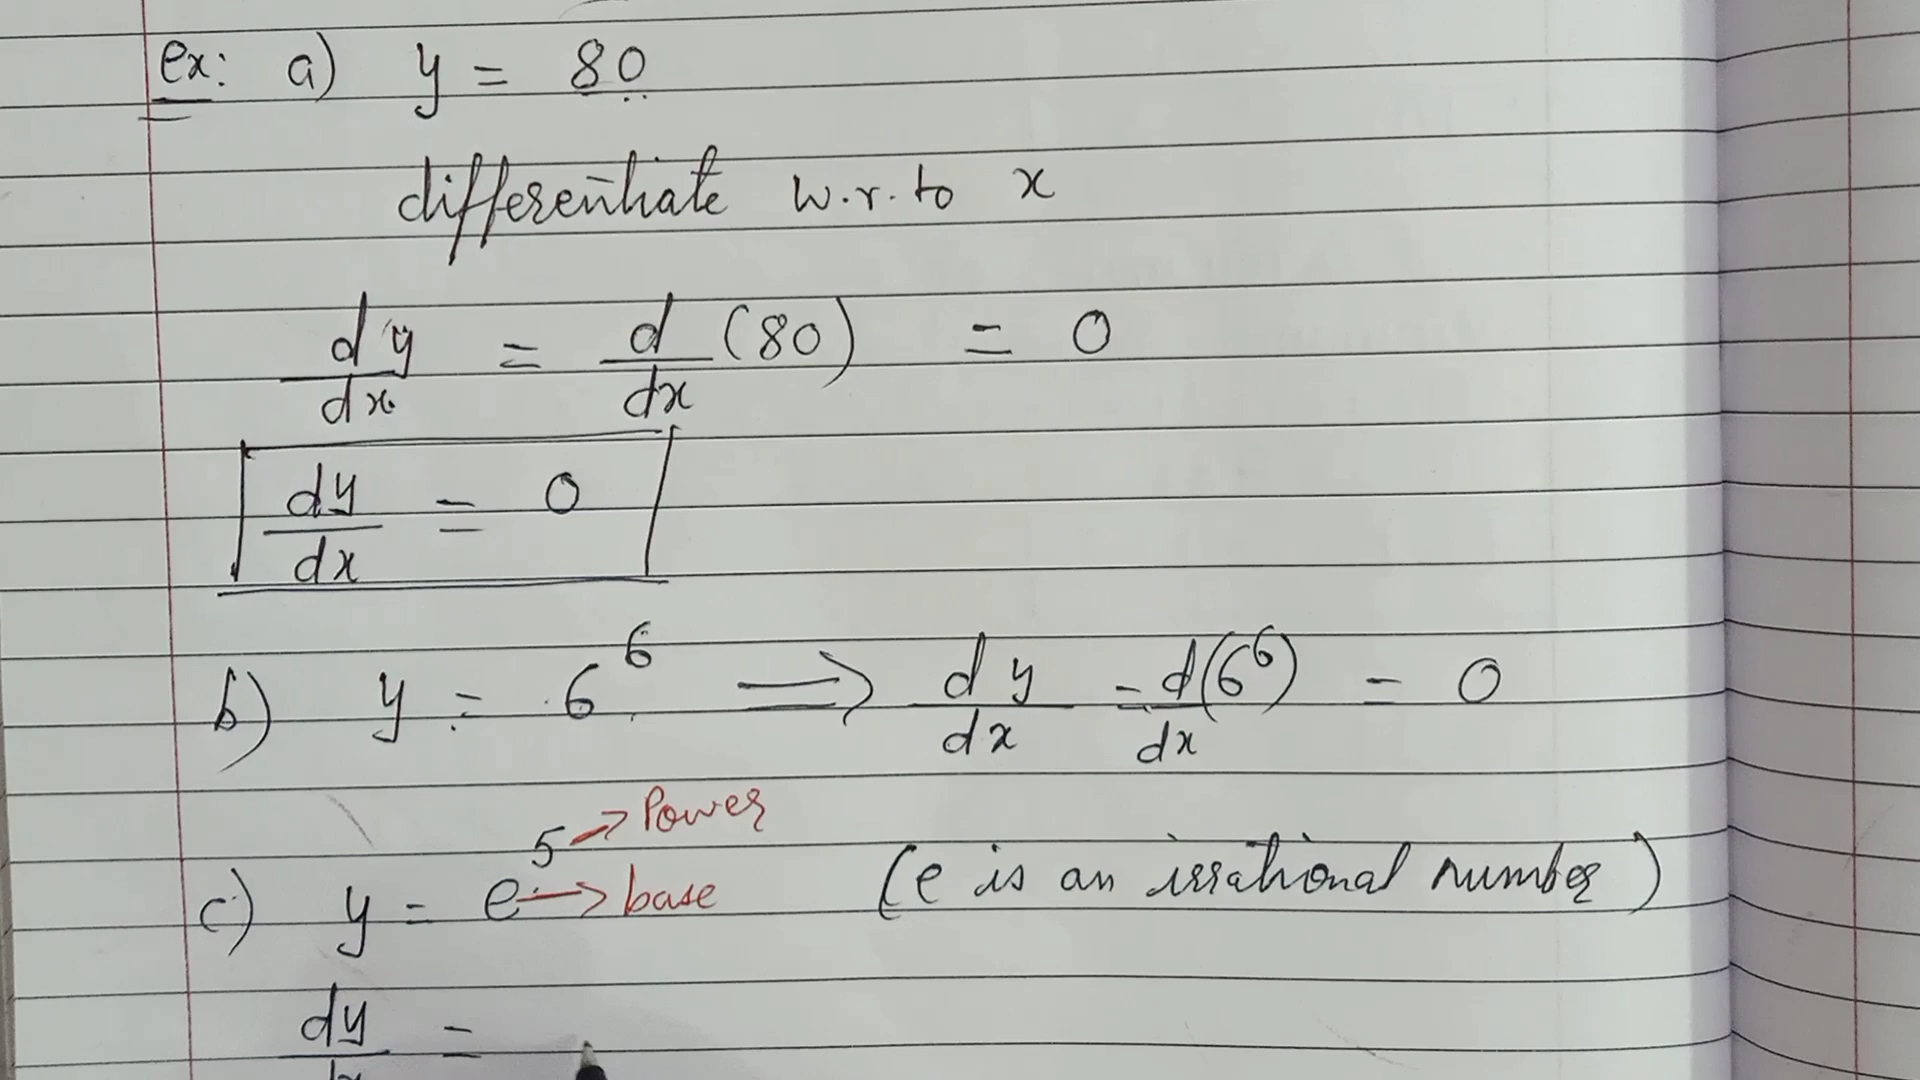 ex: a) y = 80
differentiate w.r. to x
dy/dx = d/dx (80) = 0
dy/dx = 0
b) y = 6^6 ⟹ dy/dx = d(6^6)/dx = 0
c) y = e^5 → Power → base (e is an irrational number)
dy/dx =